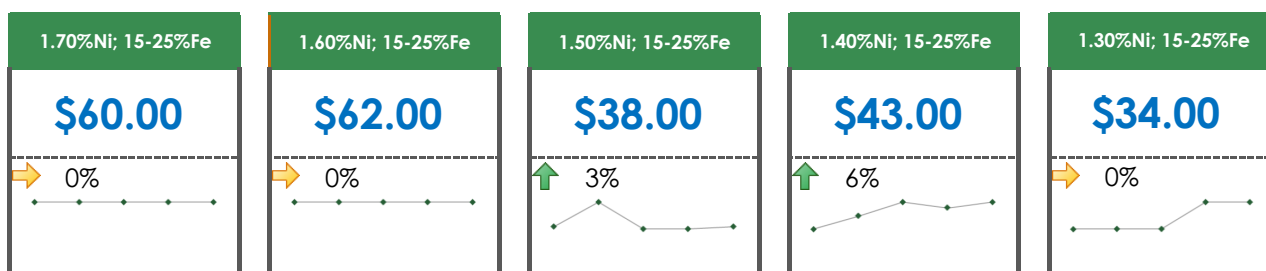 1.70%Ni; 15-25%Fe
$60.00
0%
1.60%Ni; 15-25%Fe
$62.00
0%
1.50%Ni; 15-25%Fe
$38.00
3%
1.40%Ni; 15-25%Fe
$43.00
6%
1.30%Ni; 15-25%Fe
$34.00
0%